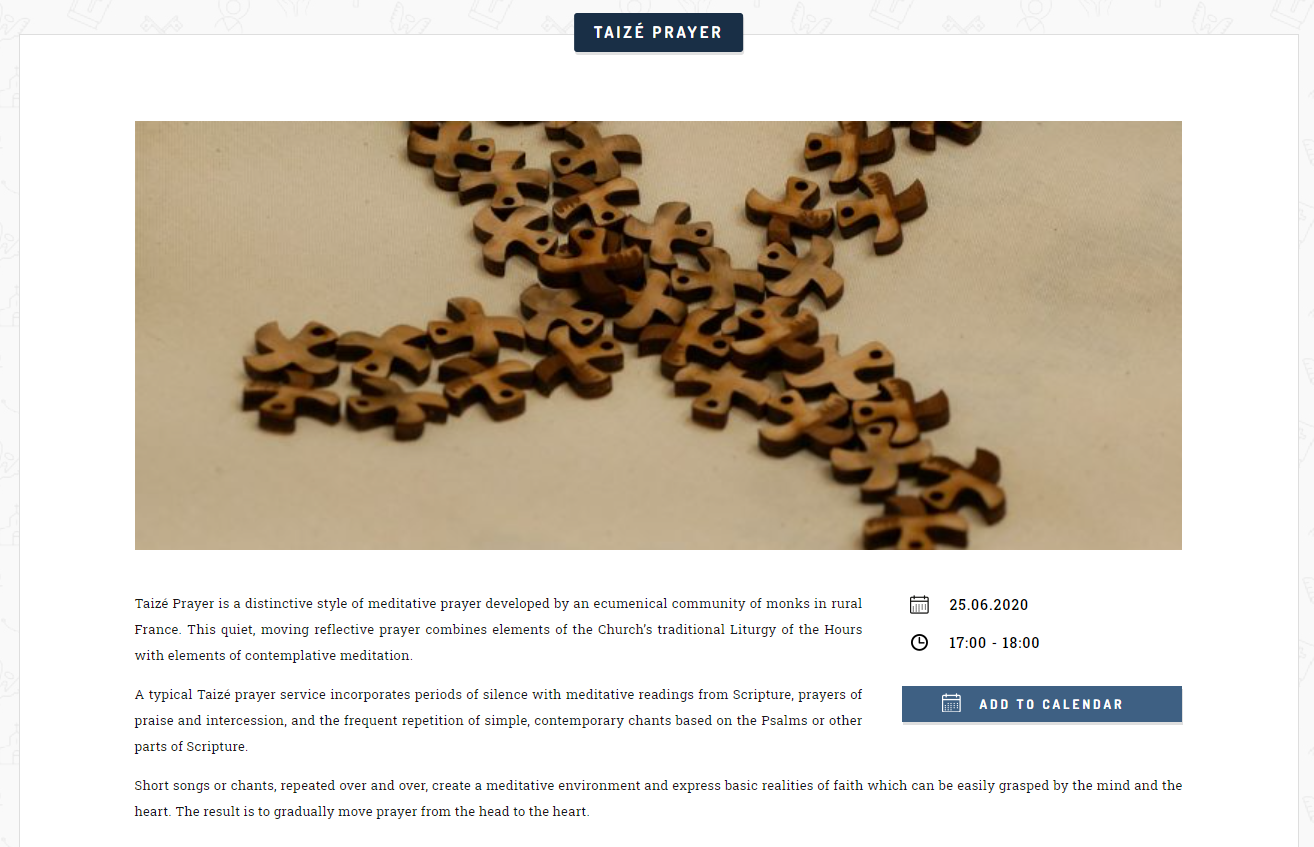 TAIZÉ PRAYER
Taizé Prayer is a distinctive style of meditative prayer developed by an ecumenical community of monks in rural
France. This quiet, moving reflective prayer combines elements of the Church’s traditional Liturgy of the Hours
with elements of contemplative meditation.
A typical Taizé prayer service incorporates periods of silence with meditative readings from Scripture, prayers of
praise and intercession, and the frequent repetition of simple, contemporary chants based on the Psalms or other
parts of Scripture.
Short songs or chants, repeated over and over, create a meditative environment and express basic realities of faith which can be easily grasped by the mind and the
heart. The result is to gradually move prayer from the head to the heart.
25.06.2020
17:00 - 18:00
ADD TO CALENDAR